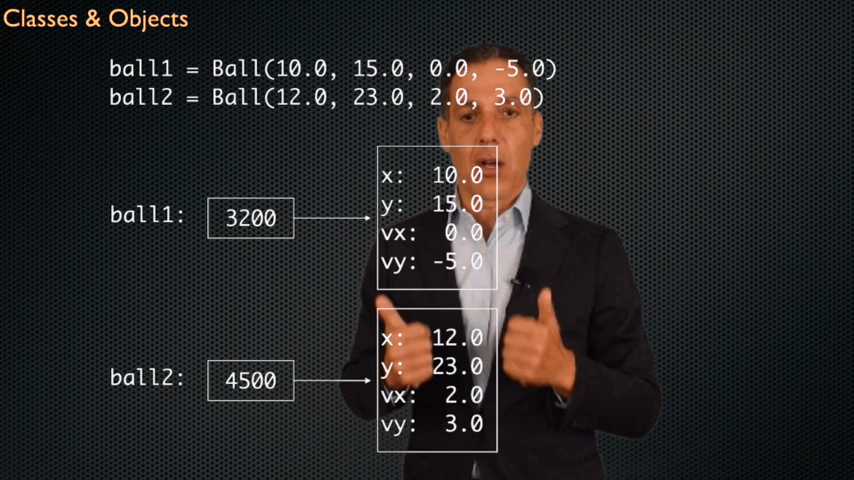 Classes & Objects
ball1 = Ball(10.0, 15.0, 0.0, -5.0)
ball2 = Ball(12.0, 23.0, 2.0, 3.0)
ball1: 3200
x: 10.0
y: 15.0
vx: 0.0
vy: -5.0
ball2: 4500
x: 12.0
y: 23.0
vx: 2.0
vy: 3.0